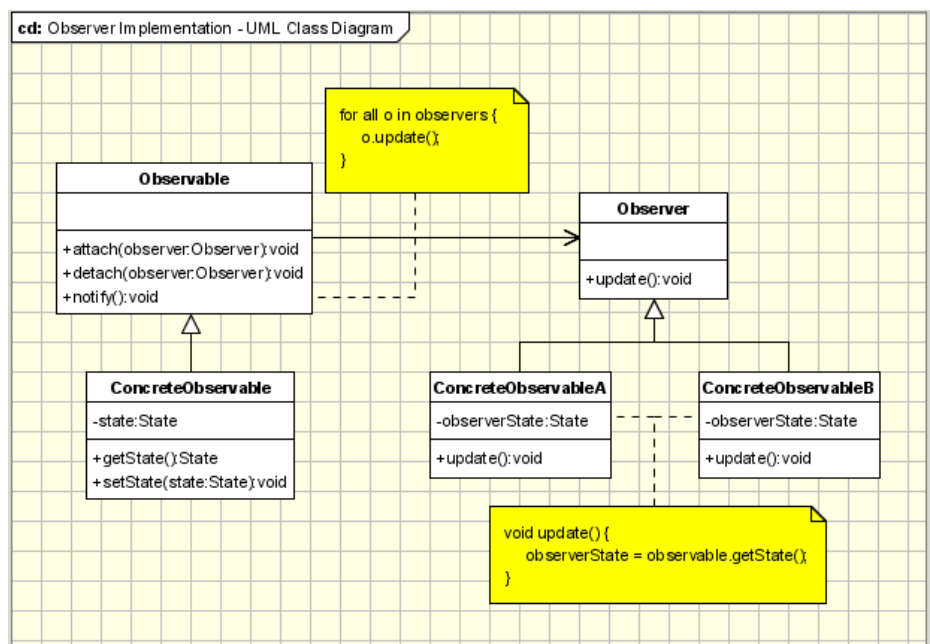 cd: Observer Implementation - UML Class Diagram
for all o in observers {
o.update();
}
Observable
+attach(observer:Observer):void
+detach(observer:Observer):void
+notify():void
Observer
+update():void
ConcreteObservable
-state:State
+getState():State
+setState(state:State):void
ConcreteObservableA
-observerState:State
+update():void
ConcreteObservableB
-observerState:State
+update():void
void update() {
observerState = observable.getState();
}